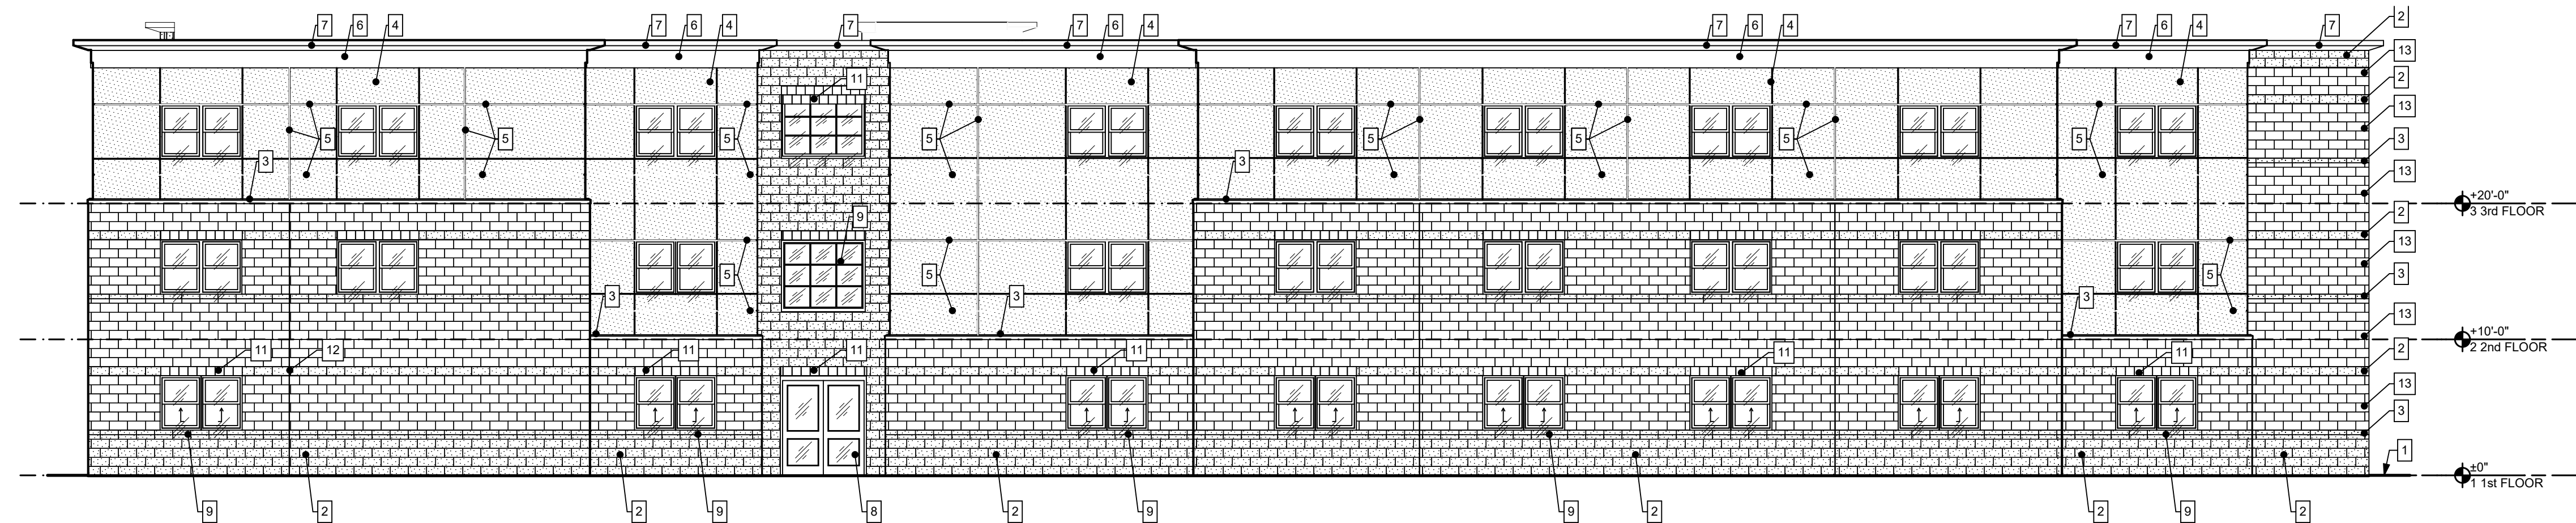 7 6 4 7 6 4 7 7 6 4 7 6 4 7 6 4 7 2
13
11
2
13
5 5 5 5 5 5 5 5 3
3 3
13
9
+20'-0"
3 3rd FLOOR
2
13
5 5 5 3
3 3 3
13
+10'-0"
2 2nd FLOOR
11 12 11 11 11 11 11 2
13
3
1
±0"
1 1st FLOOR
9 2 2 9 8 2 9 9 2 2 9 2